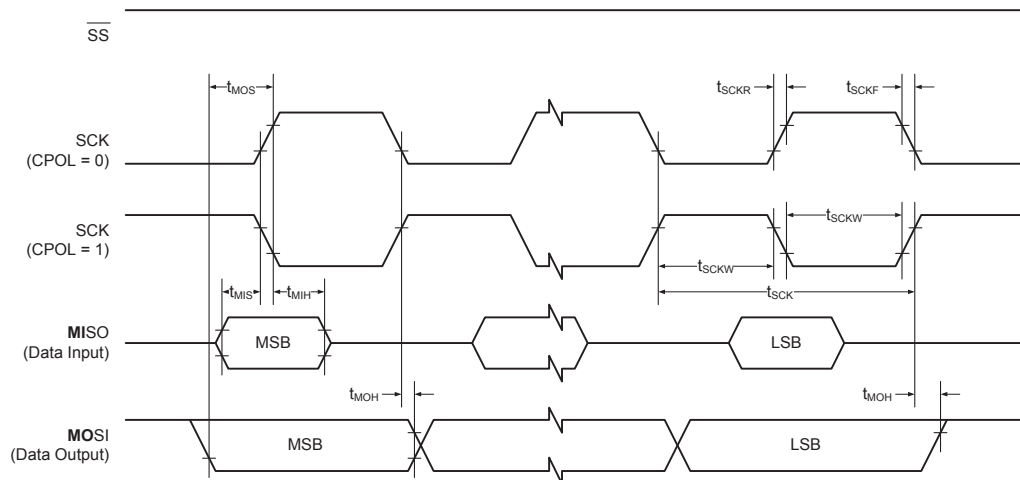 SS
tMOS
tSCKR
tSCKF
SCK
(CPOL = 0)
SCK
(CPOL = 1)
tSCKW
tSCKW
tSCK
tMIS
tMIH
MISO
(Data Input)
MSB
LSB
tMOH
tMOH
MOSI
(Data Output)
MSB
LSB